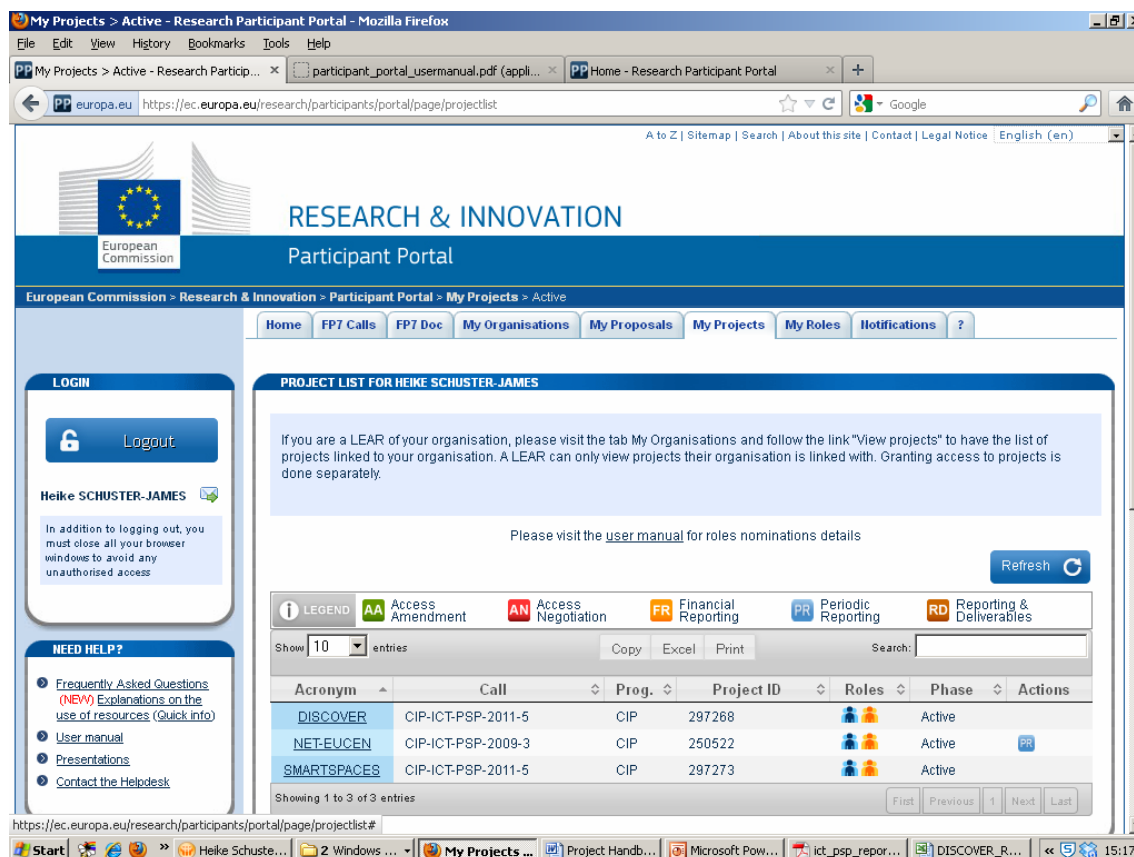 My Projects > Active - Research Participant Portal - Mozilla Firefox
File Edit View History Bookmarks Tools Help
PP My Projects > Active - Research Particip... × participant_portal_usermanual.pdf (appli... × PP Home - Research Participant Portal × +
PP europa.eu https://ec.europa.eu/research/participants/portal/page/projectlist Google
A to Z | Sitemap | Search | About this site | Contact | Legal Notice English (en)
European
Commission
RESEARCH & INNOVATION
Participant Portal
European Commission > Research & Innovation > Participant Portal > My Projects > Active
Home FP7 Calls FP7 Doc My Organisations My Proposals My Projects My Roles Notifications ?
LOGIN
Logout
Heike SCHUSTER-JAMES
In addition to logging out, you
must close all your browser
windows to avoid any
unauthorised access
NEED HELP?
Frequently Asked Questions
(NEW) Explanations on the
use of resources (Quick info)
User manual
Presentations
Contact the Helpdesk
PROJECT LIST FOR HEIKE SCHUSTER-JAMES
If you are a LEAR of your organisation, please visit the tab My Organisations and follow the link "View projects" to have the list of
projects linked to your organisation. A LEAR can only view projects their organisation is linked with. Granting access to projects is
done separately.
Please visit the user manual for roles nominations details
Refresh
LEGEND AA Access Amendment AN Access Negotiation FR Financial Reporting PR Periodic Reporting RD Reporting & Deliverables
Show 10 entries Copy Excel Print Search:
Acronym Call Prog. Project ID Roles Phase Actions
DISCOVER CIP-ICT-PSP-2011-5 CIP 297268 Active
NET-EUCEN CIP-ICT-PSP-2009-3 CIP 250522 Active PR
SMARTSPACES CIP-ICT-PSP-2011-5 CIP 297273 Active
Showing 1 to 3 of 3 entries First Previous 1 Next Last
https://ec.europa.eu/research/participants/portal/page/projectlist#
Start » Heike Schuste... 2 Windows ... My Projects ... Project Handb... Microsoft Pow... ict_psp_repor... DISCOVER_R... « 15:17